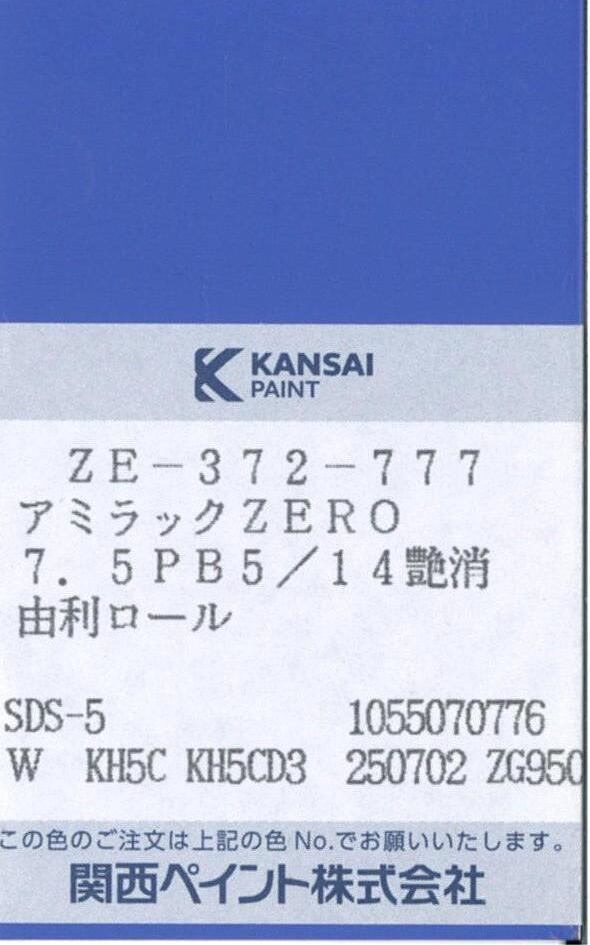 KANSAI
PAINT
ZE-372-777
アミラックZERO
7.5PB5/14艶消
由利ロール
SDS-5 1055070776
W KH5C KH5CD3 250702 ZG950
この色のご注文は上記の色No.でお願いいたします。
関西ペイント株式会社